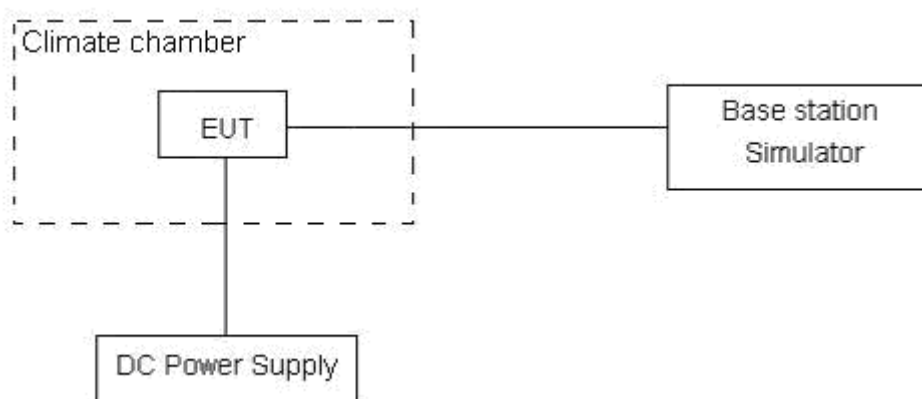 Climate chamber
EUT
Base station
Simulator
DC Power Supply